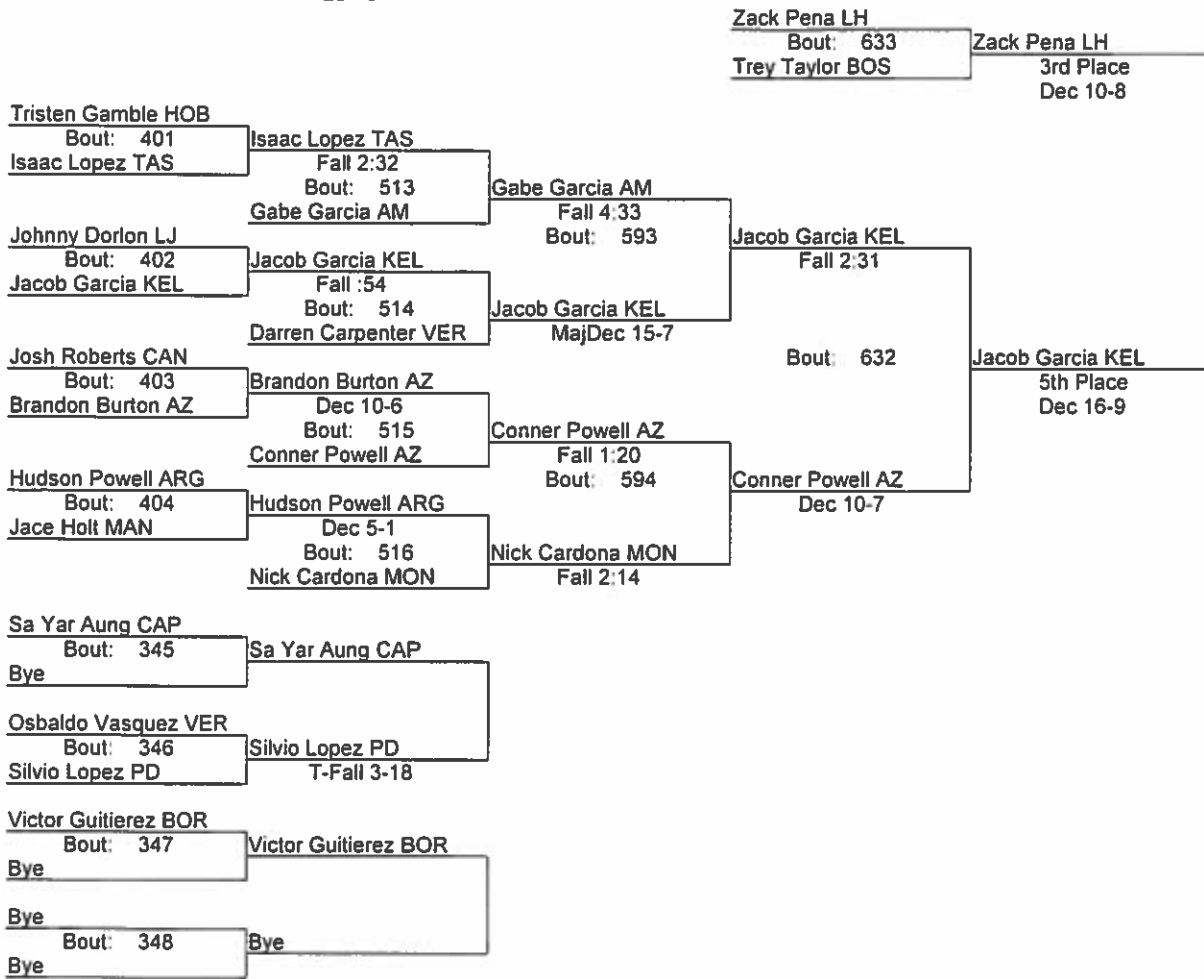 Zack Pena LH
Bout: 633
Zack Pena LH
Trey Taylor BOS
3rd Place
Dec 10-8
Tristen Gamble HOB
Bout: 401
Isaac Lopez TAS
Isaac Lopez TAS
Fall 2:32
Bout: 513
Gabe Garcia AM
Gabe Garcia AM
Fall 4:33
Bout: 593
Johnny Dorlon LJ
Bout: 402
Jacob Garcia KEL
Jacob Garcia KEL
Fall :54
Bout: 514
Darren Carpenter VER
Jacob Garcia KEL
MajDec 15-7
Jacob Garcia KEL
Fall 2:31
Bout: 632
Jacob Garcia KEL
5th Place
Dec 16-9
Josh Roberts CAN
Bout: 403
Brandon Burton AZ
Brandon Burton AZ
Dec 10-6
Bout: 515
Conner Powell AZ
Conner Powell AZ
Fall 1:20
Bout: 594
Conner Powell AZ
Dec 10-7
Hudson Powell ARG
Bout: 404
Jace Holt MAN
Hudson Powell ARG
Dec 5-1
Bout: 516
Nick Cardona MON
Nick Cardona MON
Fall 2:14
Sa Yar Aung CAP
Bout: 345
Bye
Sa Yar Aung CAP
Osbaldo Vasquez VER
Bout: 346
Silvio Lopez PD
Silvio Lopez PD
T-Fall 3-18
Victor Guitierez BOR
Bout: 347
Bye
Victor Guitierez BOR
Bye
Bout: 348
Bye
Bye